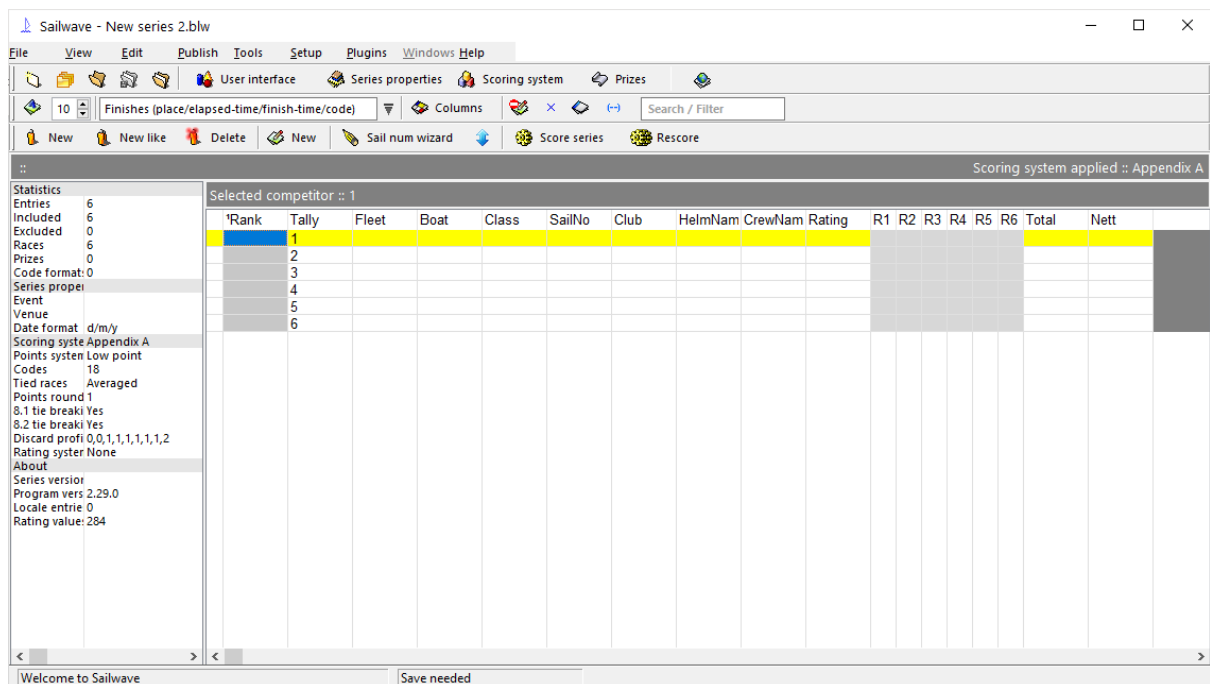 Sailwave - New series 2.blw
File View Edit Publish Tools Setup Plugins Windows Help
User interface Series properties Scoring system Prizes
10 Finishes (place/elapsed-time/finish-time/code) Columns Search / Filter
New New like Delete New Sail num wizard Score series Rescore
:: Scoring system applied :: Appendix A
Statistics
Entries 6
Included 6
Excluded 0
Races 6
Prizes 0
Code format: 0
Series proper
Event
Venue
Date format d/m/y
Scoring syste Appendix A
Points system Low point
Codes 18
Tied races Averaged
Points round 1
8.1 tie breaki Yes
8.2 tie breaki Yes
Discard profi 0,0,1,1,1,1,1,1,2
Rating system None
About
Series version
Program vers 2.29.0
Locale entrie 0
Rating value: 284
Selected competitor :: 1
¹Rank Tally Fleet Boat Class SailNo Club HelmNam CrewNam Rating R1 R2 R3 R4 R5 R6 Total Nett
1
2
3
4
5
6
Welcome to Sailwave Save needed